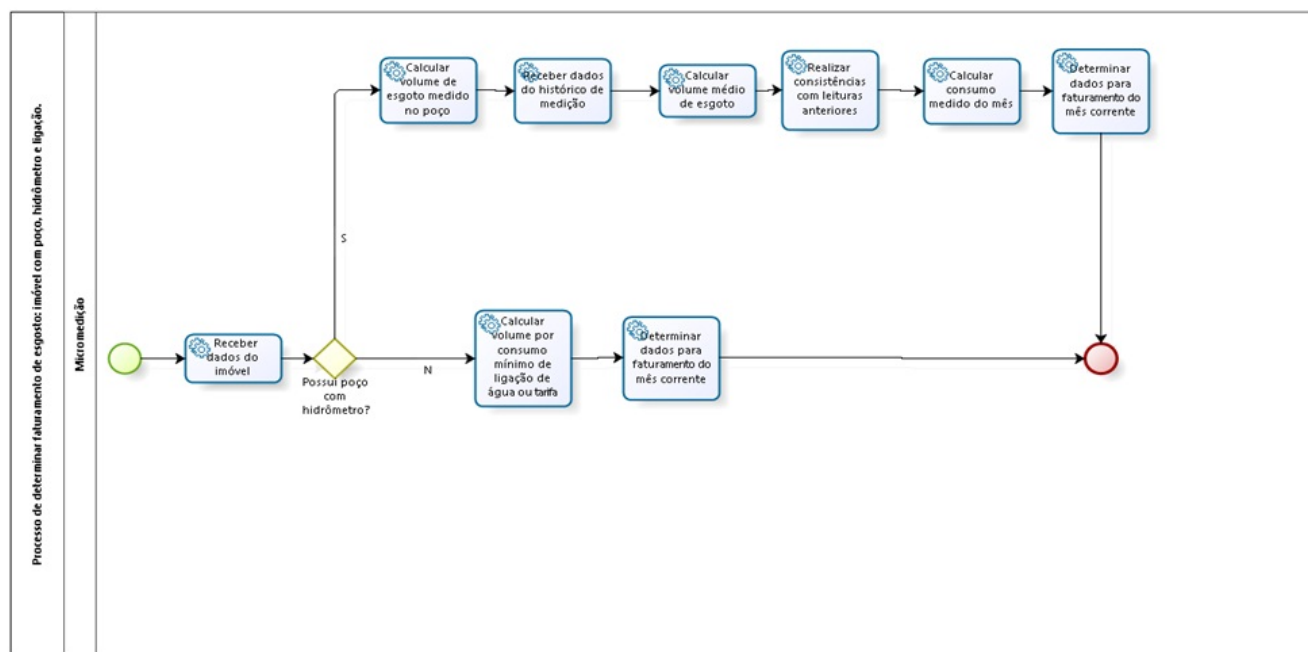 Processo de determinar faturamento de esgosto: imóvel com poço, hidrômetro e ligação.
Micromedição
Receber
dados do
imóvel
Possui poço
com
hidrômetro?
S
Calcular
volume de
esgoto medido
no poço
Receber dados
do histórico de
medição
Calcular
volume médio
de esgoto
Realizar
consistências
com leituras
anteriores
Calcular
consumo
medido do mês
Determinar
dados para
faturamento do
mês corrente
N
Calcular
volume por
consumo
mínimo de
ligação de
água ou tarifa
Determinar
dados para
faturamento do
mês corrente